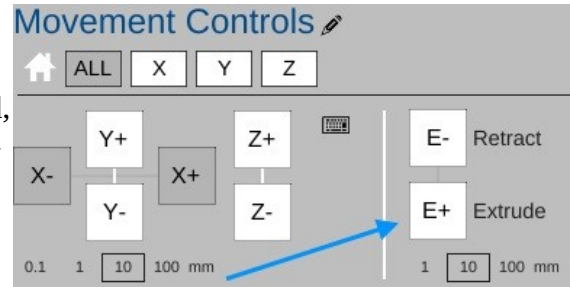 Movement Controls
ALL X Y Z
Y+ Z+ E- Retract
X- X+
Y- Z- E+ Extrude
0.1 1 10 100 mm 1 10 100 mm